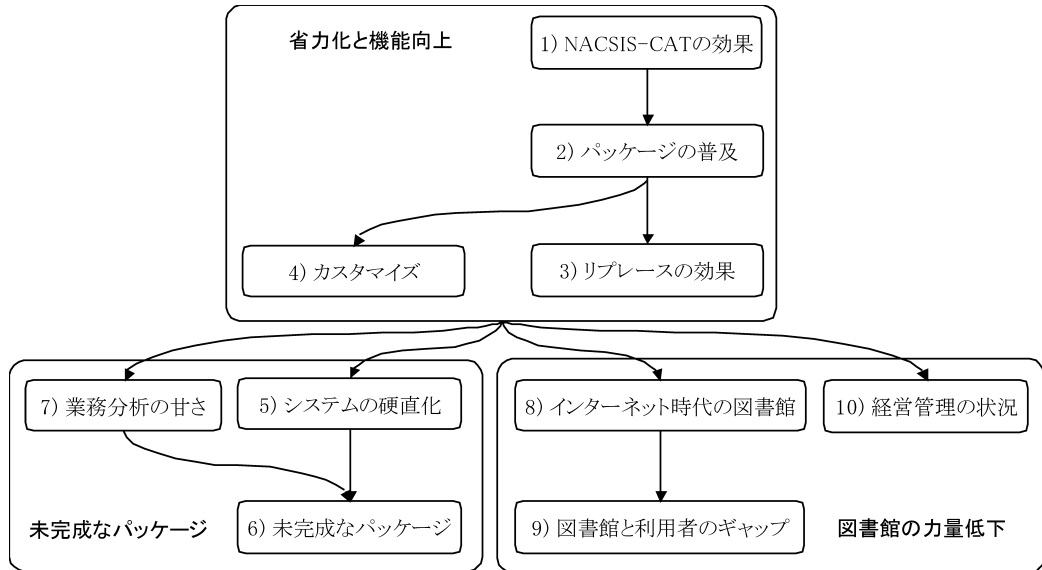 省力化と機能向上
1) NACSIS-CATの効果
2) パッケージの普及
4) カスタマイズ
3) リプレースの効果
7) 業務分析の甘さ
5) システムの硬直化
8) インターネット時代の図書館
10) 経営管理の状況
未完成なパッケージ
6) 未完成なパッケージ
9) 図書館と利用者のギャップ
図書館の力量低下